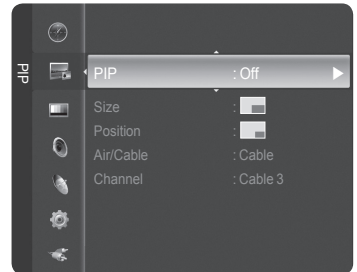 PIP
PIP : Off
Size :
Position :
Air/Cable : Cable
Channel : Cable 3